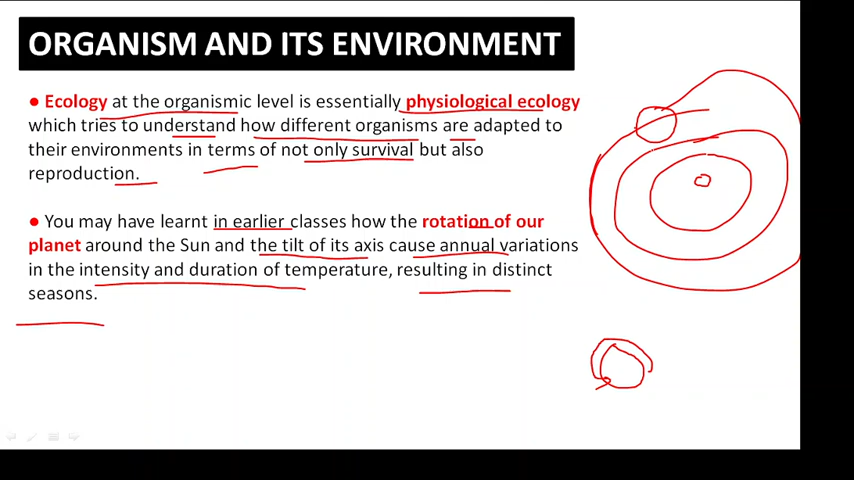 ORGANISM AND ITS ENVIRONMENT
● Ecology at the organismic level is essentially physiological ecology
which tries to understand how different organisms are adapted to
their environments in terms of not only survival but also
reproduction.
● You may have learnt in earlier classes how the rotation of our
planet around the Sun and the tilt of its axis cause annual variations
in the intensity and duration of temperature, resulting in distinct
seasons.